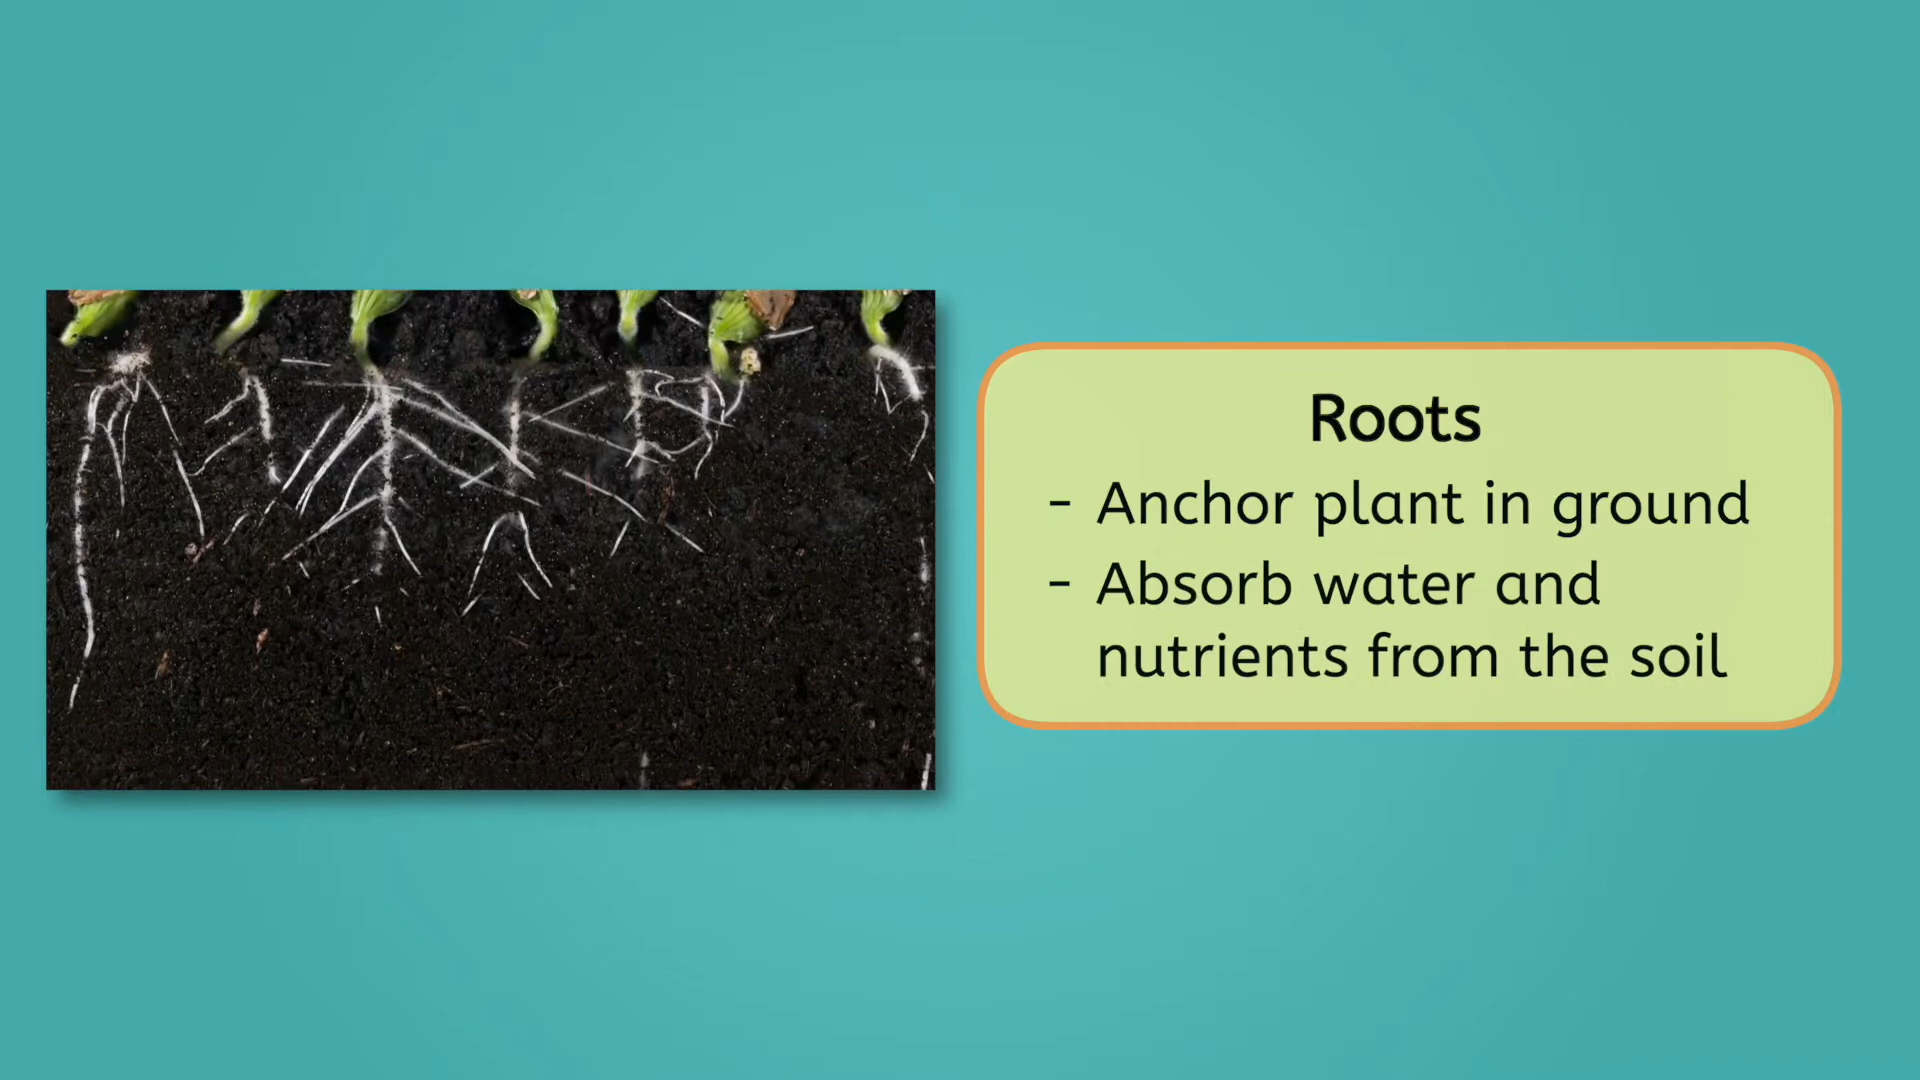 Roots
- Anchor plant in ground
- Absorb water and
nutrients from the soil